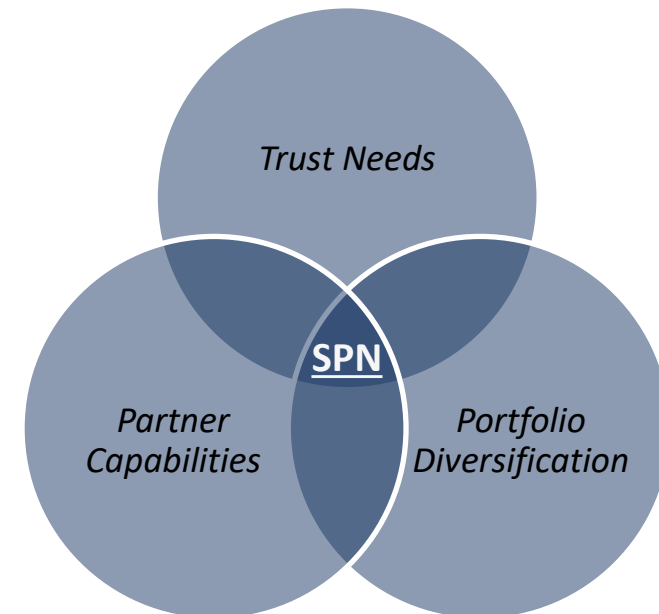 Trust Needs
SPN
Partner
Capabilities
Portfolio
Diversification